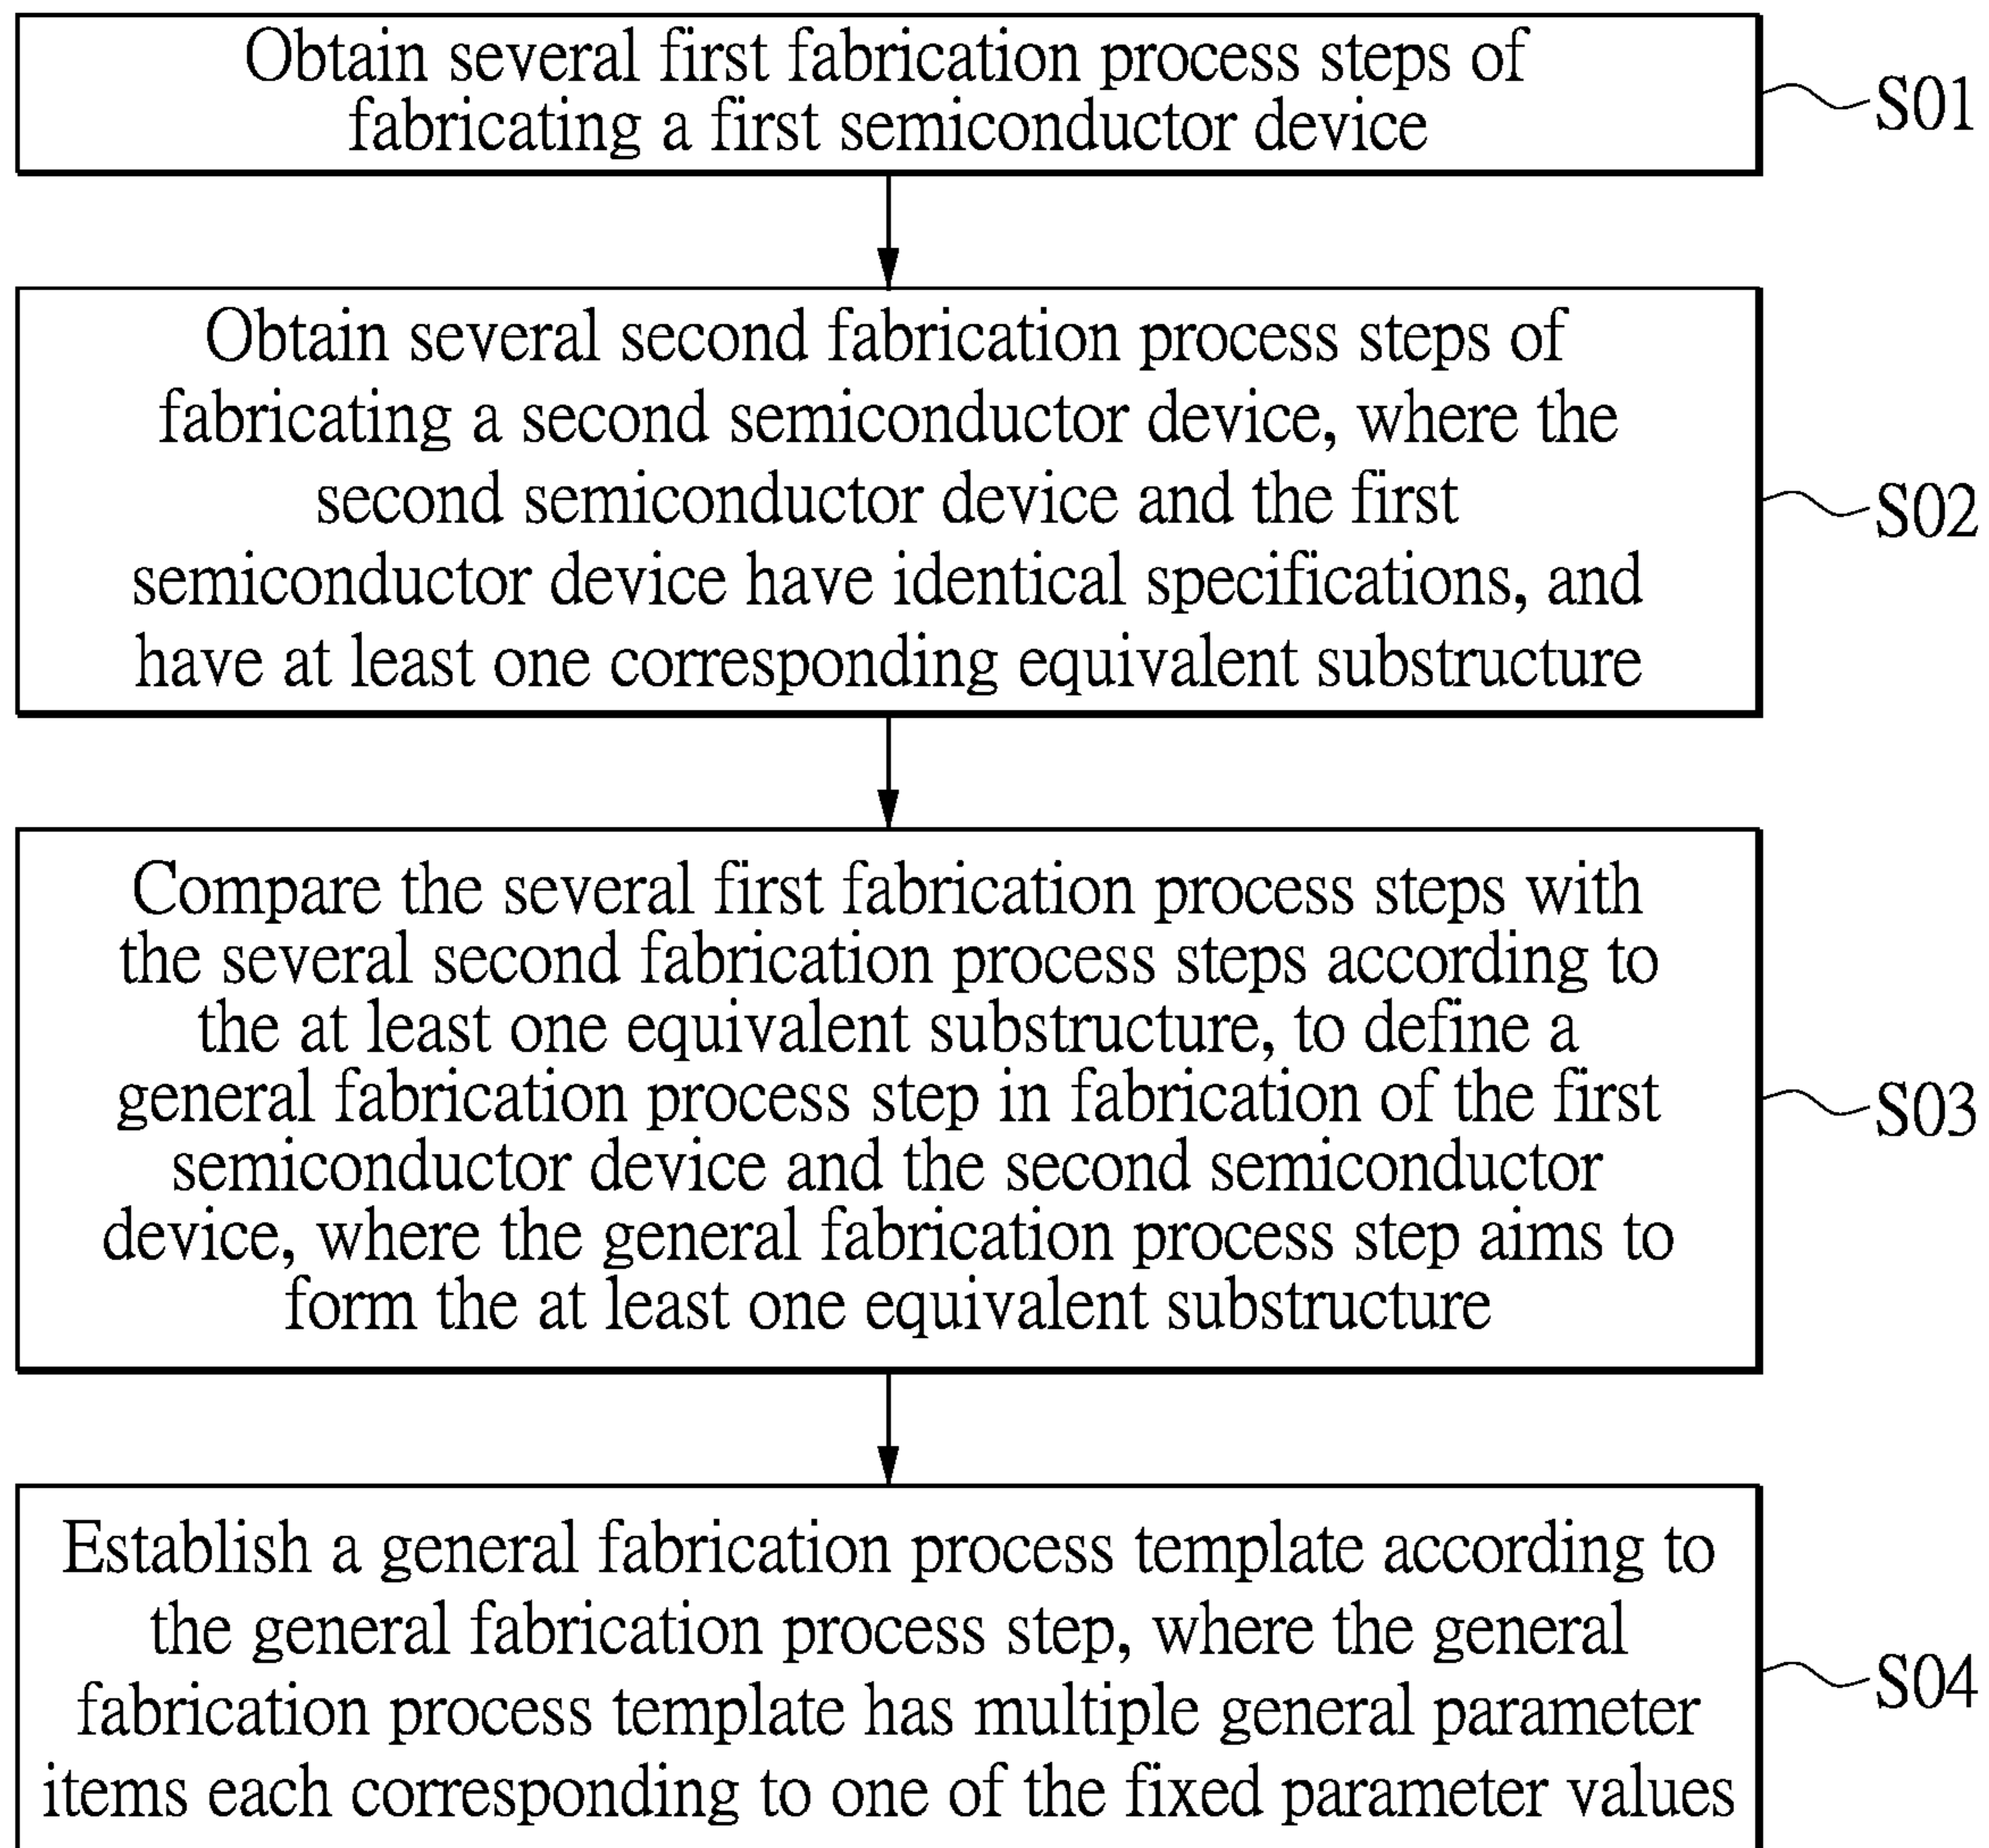 Obtain several first fabrication process steps of
fabricating a first semiconductor device
S01
Obtain several second fabrication process steps of
fabricating a second semiconductor device, where the
second semiconductor device and the first
semiconductor device have identical specifications, and
have at least one corresponding equivalent substructure
S02
Compare the several first fabrication process steps with
the several second fabrication process steps according to
the at least one equivalent substructure, to define a
general fabrication process step in fabrication of the first
semiconductor device and the second semiconductor
device, where the general fabrication process step aims to
form the at least one equivalent substructure
S03
Establish a general fabrication process template according to
the general fabrication process step, where the general
fabrication process template has multiple general parameter
items each corresponding to one of the fixed parameter values
S04